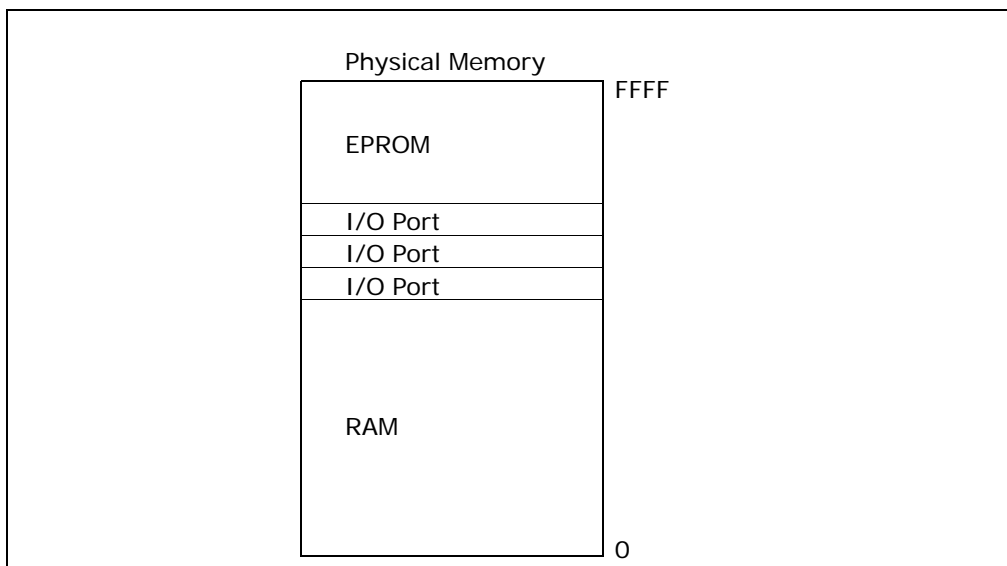 Physical Memory
FFFF
EPROM
I/O Port
I/O Port
I/O Port
RAM
0